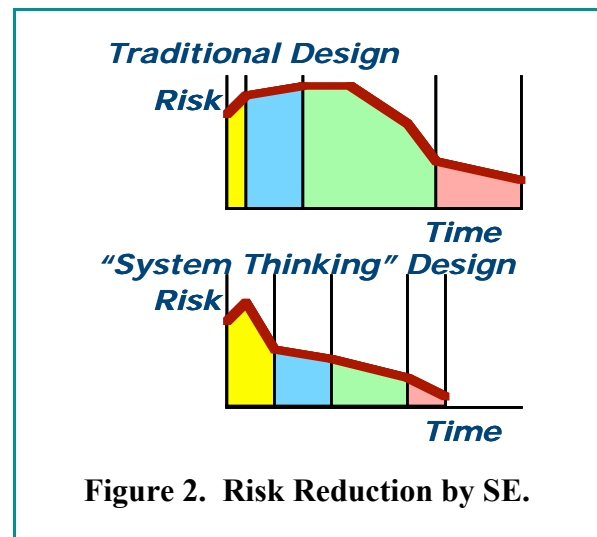 Traditional Design
Risk
Time
“System Thinking” Design
Risk
Time
Figure 2. Risk Reduction by SE.